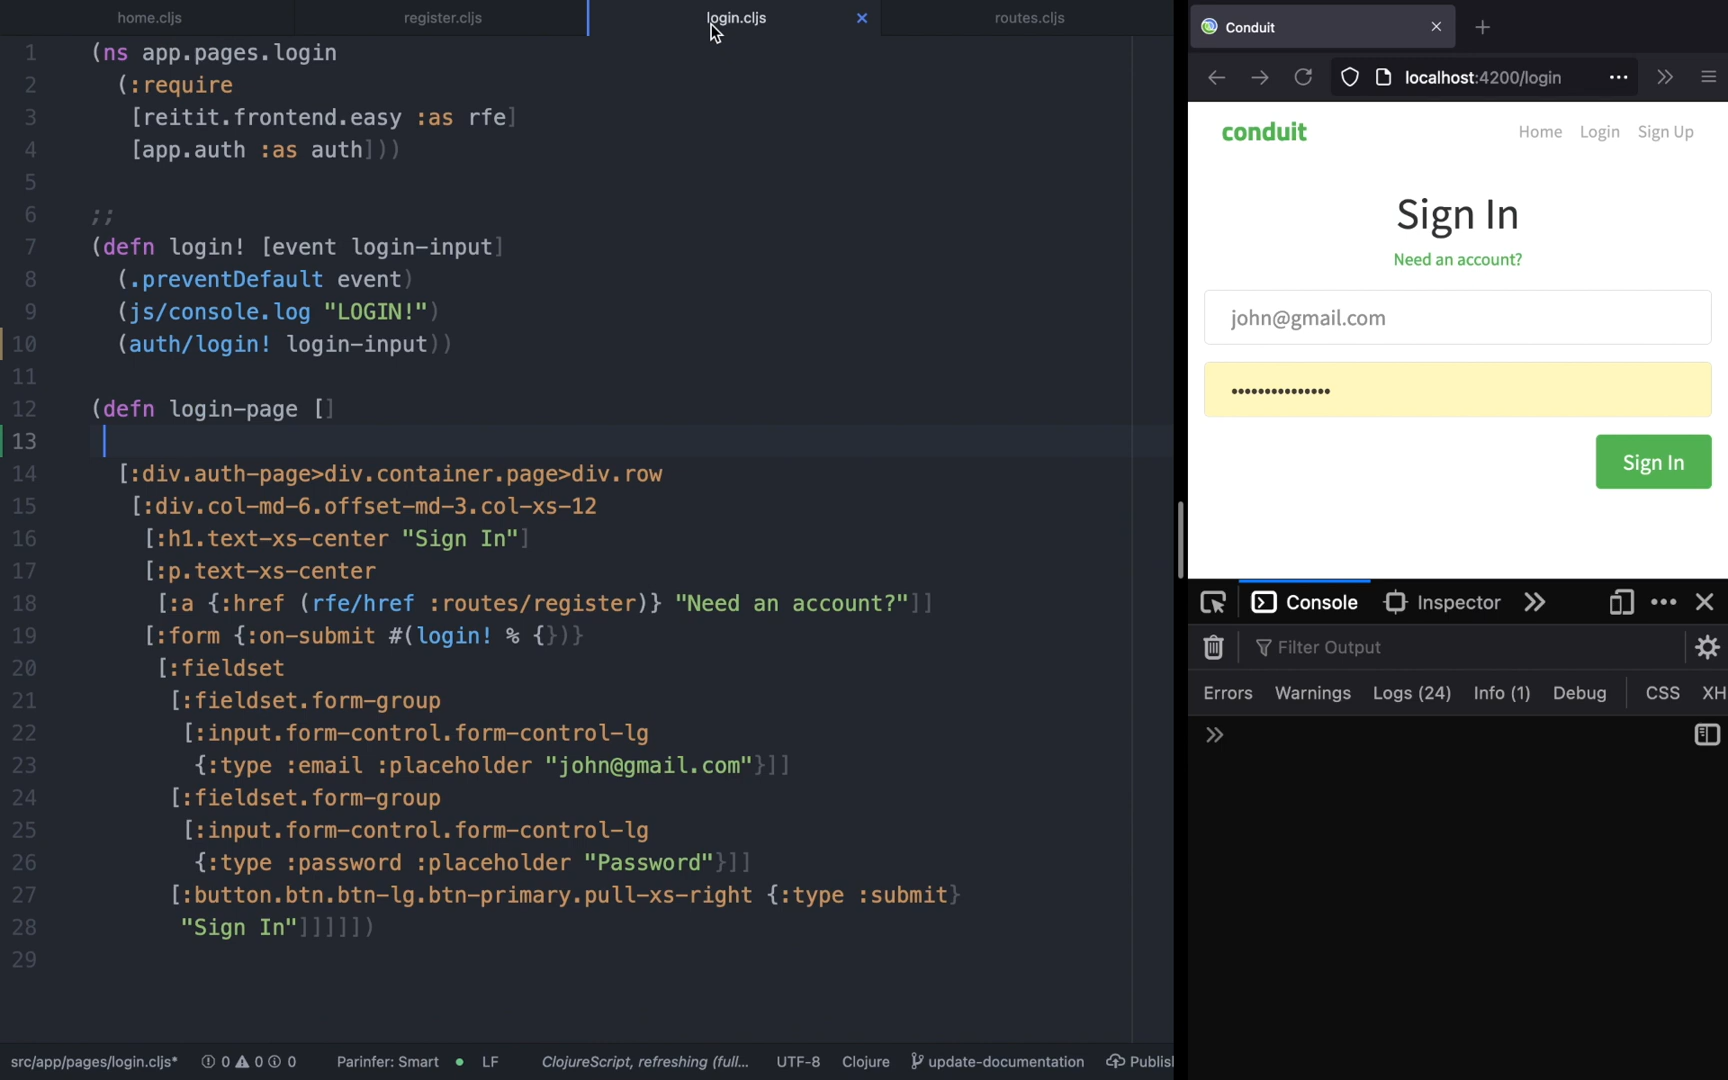 home.cljs
register.cljs
login.cljs
routes.cljs
1 (ns app.pages.login
2 (:require
3 [reitit.frontend.easy :as rfe]
4 [app.auth :as auth]))
5
6 ;;
7 (defn login! [event login-input]
8 (.preventDefault event)
9 (js/console.log "LOGIN!")
10 (auth/login! login-input))
11
12 (defn login-page []
13
14 [:div.auth-page>div.container.page>div.row
15 [:div.col-md-6.offset-md-3.col-xs-12
16 [:h1.text-xs-center "Sign In"]
17 [:p.text-xs-center
18 [:a {:href (rfe/href :routes/register)} "Need an account?"]]
19 [:form {:on-submit #(login! % {})}
20 [:fieldset
21 [:fieldset.form-group
22 [:input.form-control.form-control-lg
23 {:type :email :placeholder "john@gmail.com"}]]
24 [:fieldset.form-group
25 [:input.form-control.form-control-lg
26 {:type :password :placeholder "Password"}]]
27 [:button.btn.btn-lg.btn-primary.pull-xs-right {:type :submit}
28 "Sign In"]]]]])
29
src/app/pages/login.cljs* 0 0 0 Parinfer: Smart LF ClojureScript, refreshing (full... UTF-8 Clojure update-documentation Publish
Conduit
localhost:4200/login
conduit Home Login Sign Up
Sign In
Need an account?
john@gmail.com
•••••••••••••••
Sign In
Console Inspector
Filter Output
Errors Warnings Logs (24) Info (1) Debug CSS XH